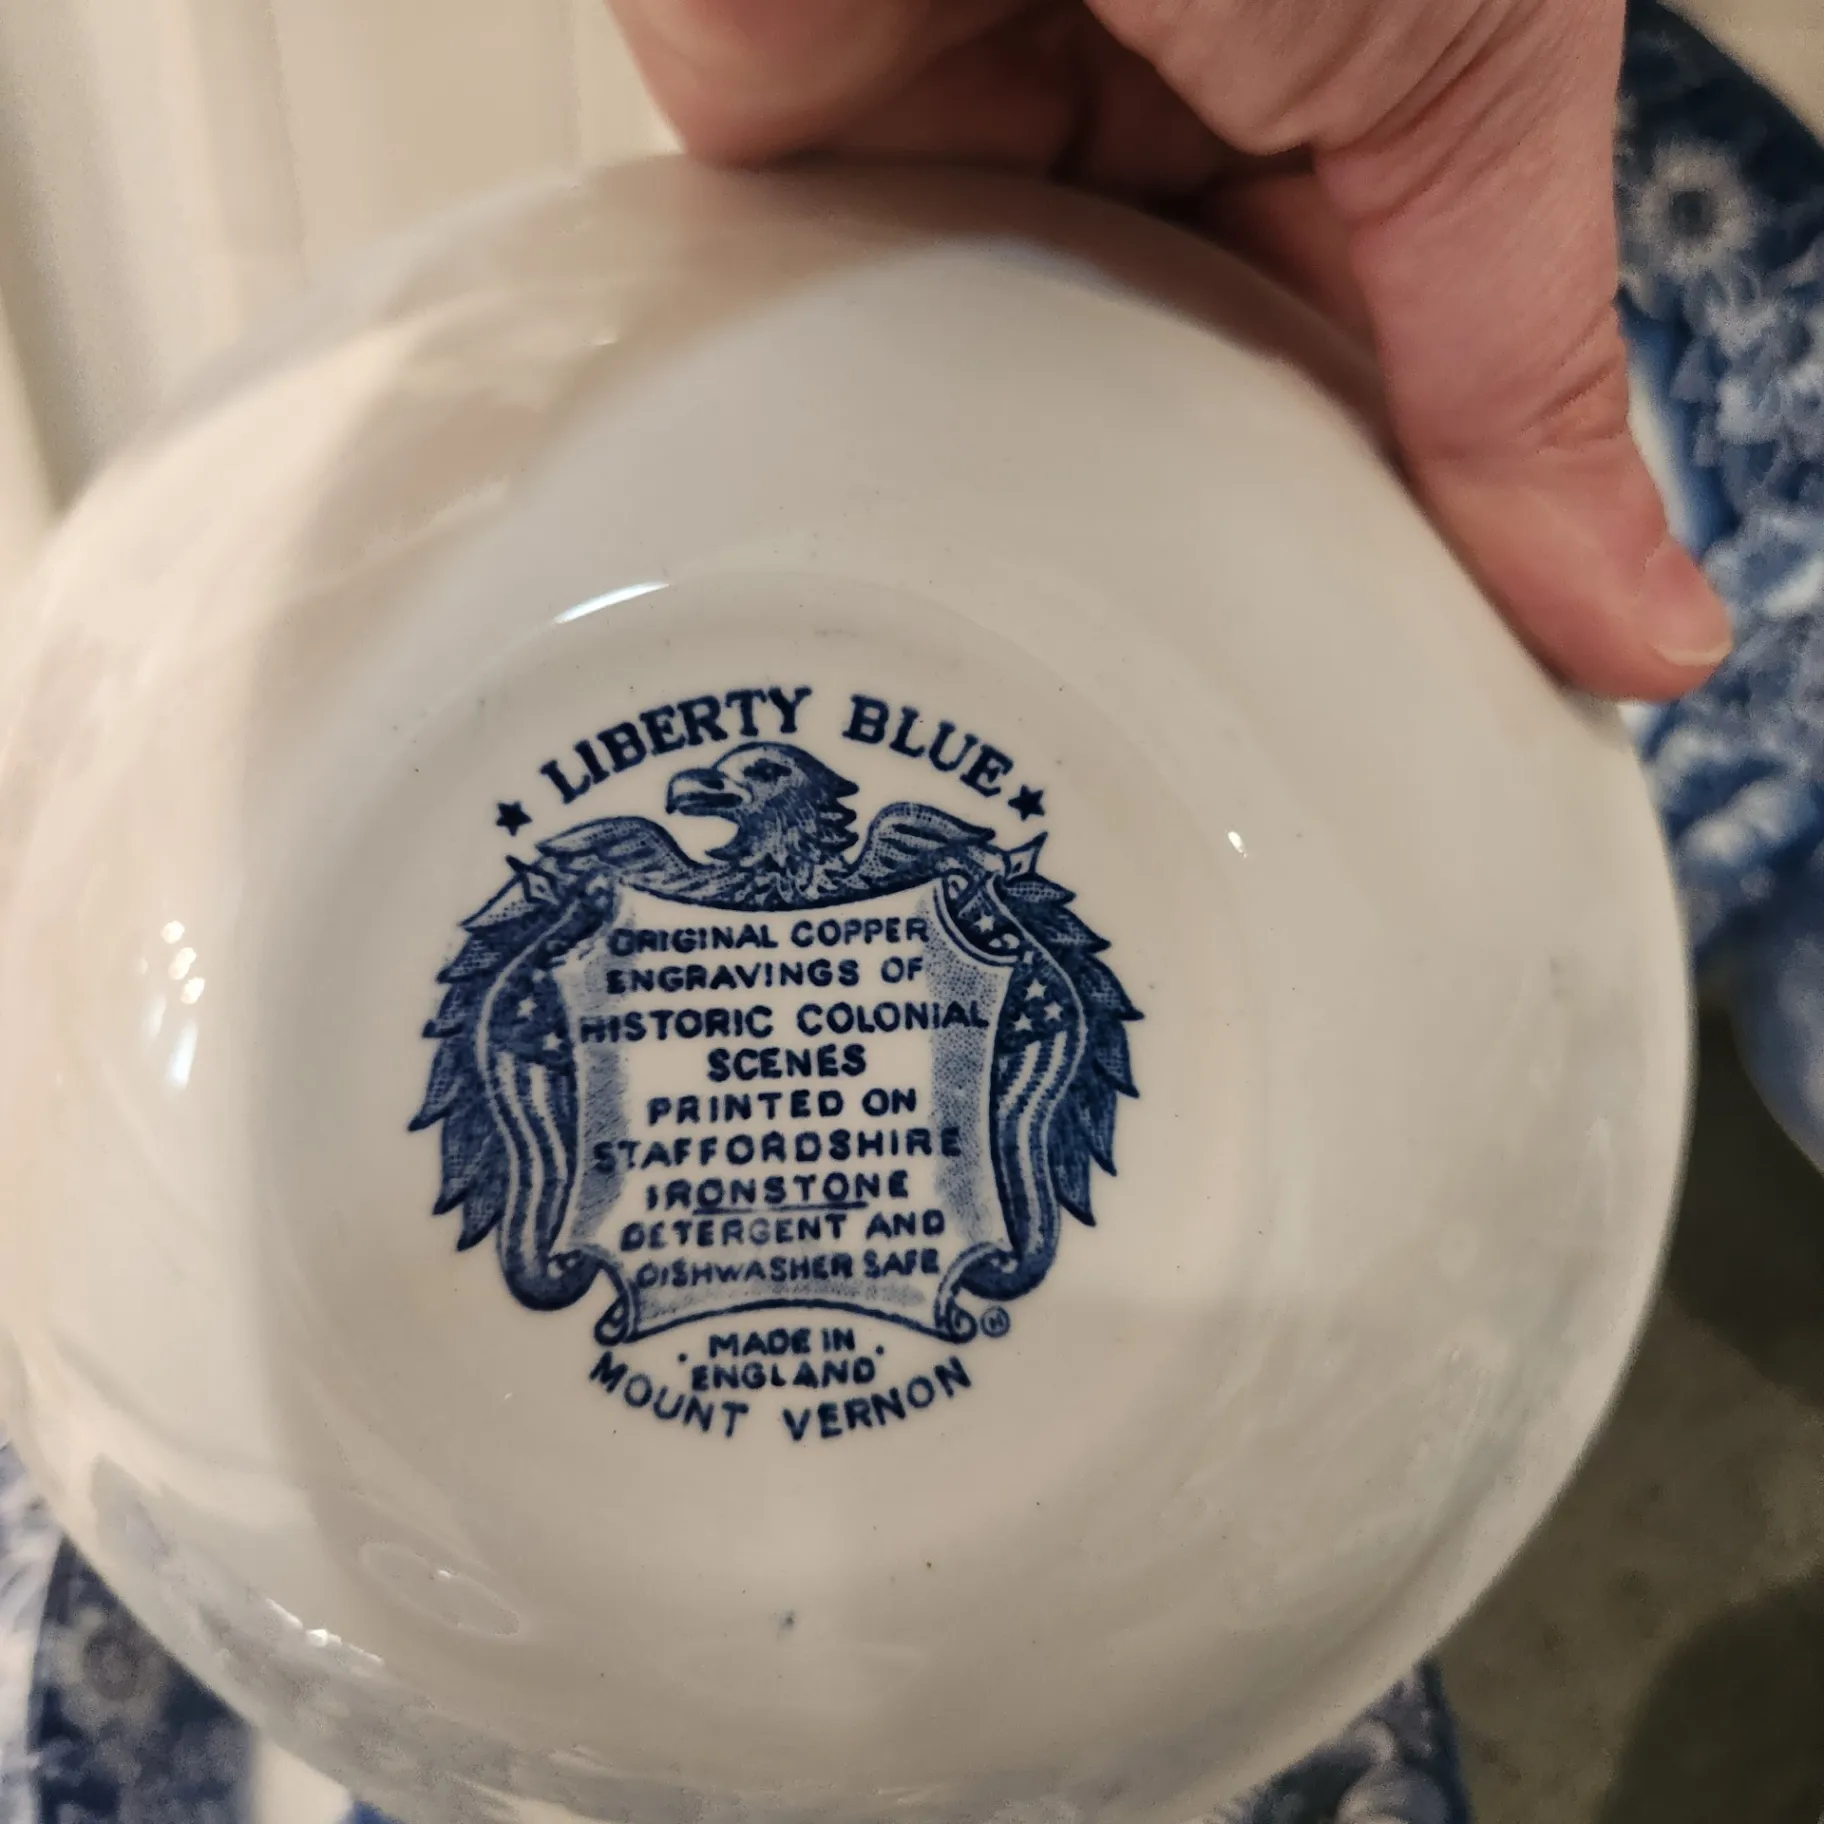 LIBERTY BLUE
ORIGINAL COPPER
ENGRAVINGS OF
HISTORIC COLONIAL
SCENES
PRINTED ON
STAFFORDSHIRE
IRONSTONE
DETERGENT AND
DISHWASHER SAFE
MADE IN
ENGLAND
MOUNT VERNON